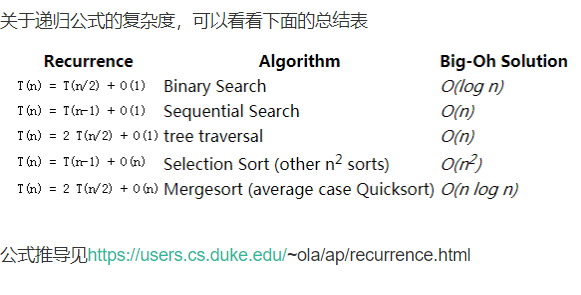 关于递归公式的复杂度，可以看看下面的总结表
Recurrence Algorithm Big-Oh Solution
T(n) = T(n/2) + O(1) Binary Search O(log n)
T(n) = T(n-1) + O(1) Sequential Search O(n)
T(n) = 2 T(n/2) + O(1) tree traversal O(n)
T(n) = T(n-1) + O(n) Selection Sort (other n² sorts) O(n²)
T(n) = 2 T(n/2) + O(n) Mergesort (average case Quicksort) O(n log n)
公式推导见https://users.cs.duke.edu/~ola/ap/recurrence.html